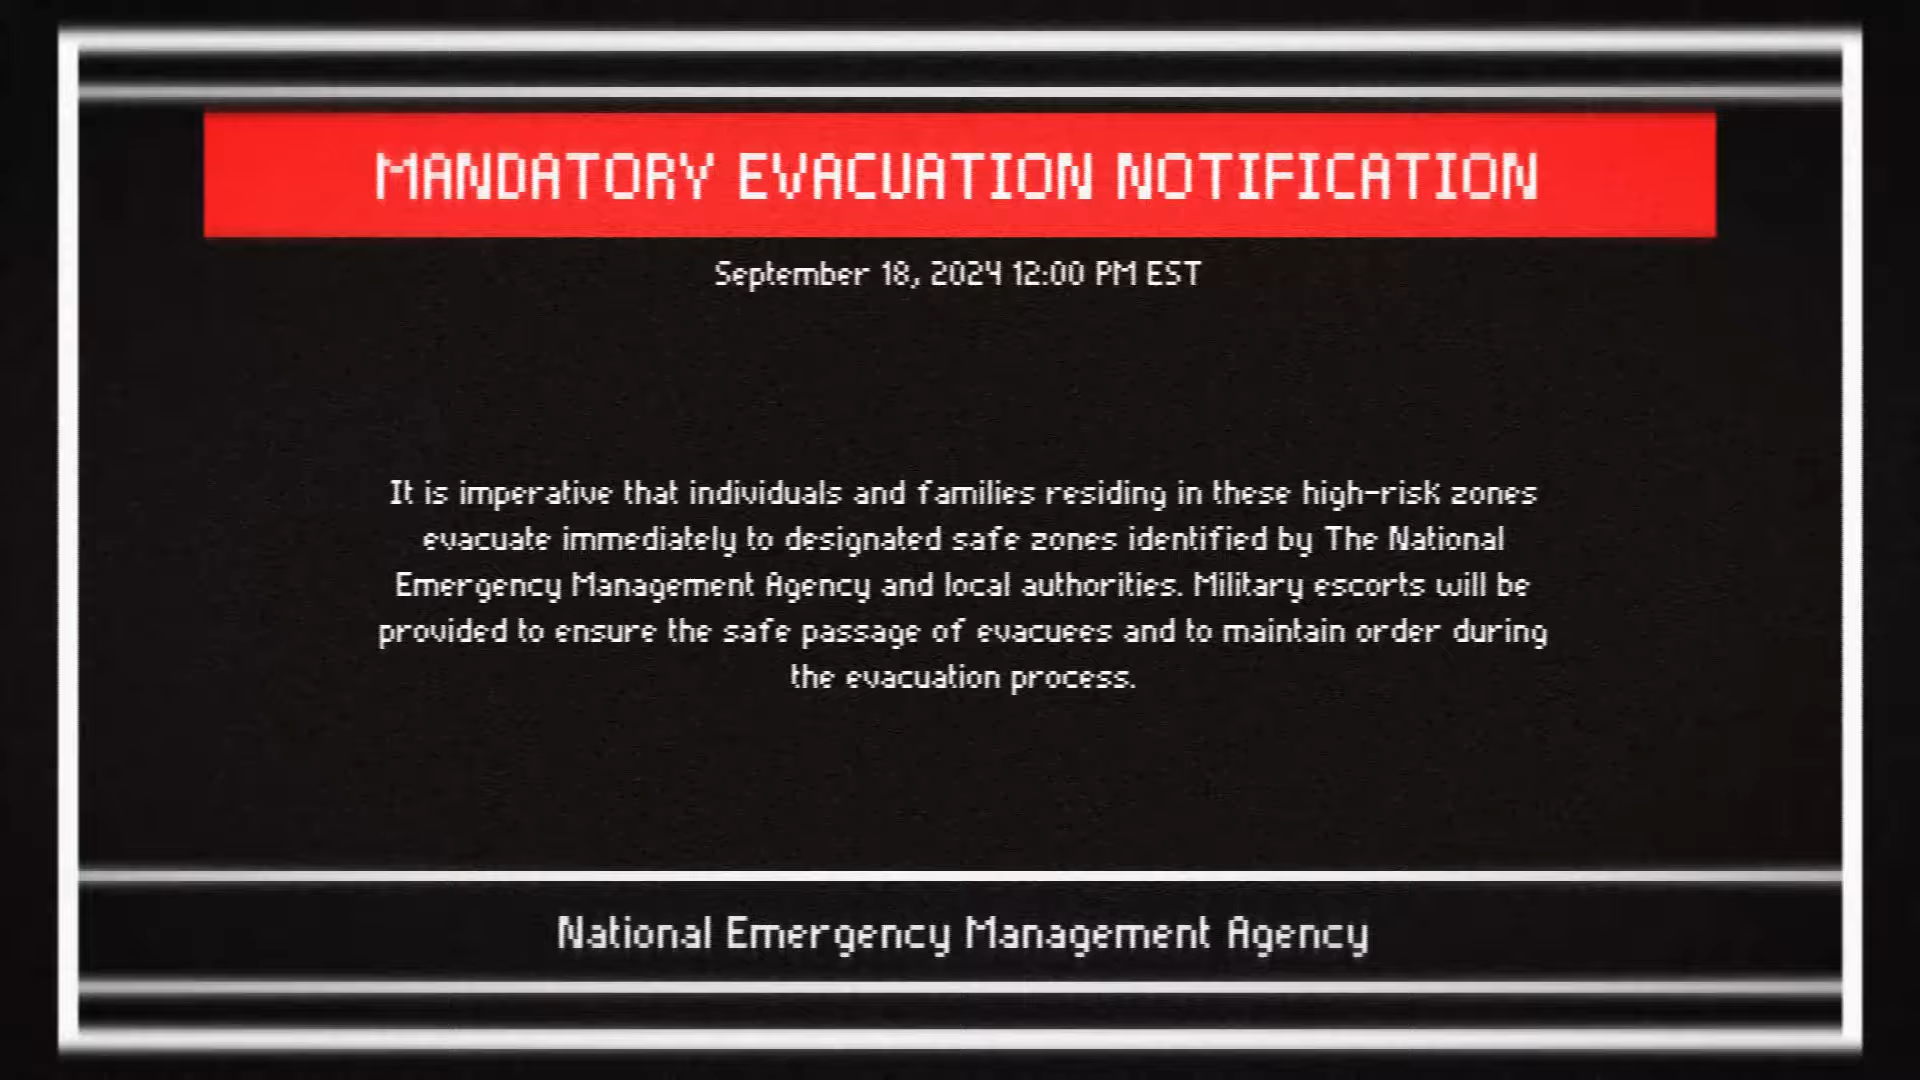 MANDATORY EVACUATION NOTIFICATION
September 18, 2024 12:00 PM EST
It is imperative that individuals and families residing in these high-risk zones
evacuate immediately to designated safe zones identified by The National
Emergency Management Agency and local authorities. Military escorts will be
provided to ensure the safe passage of evacuees and to maintain order during
the evacuation process.
National Emergency Management Agency